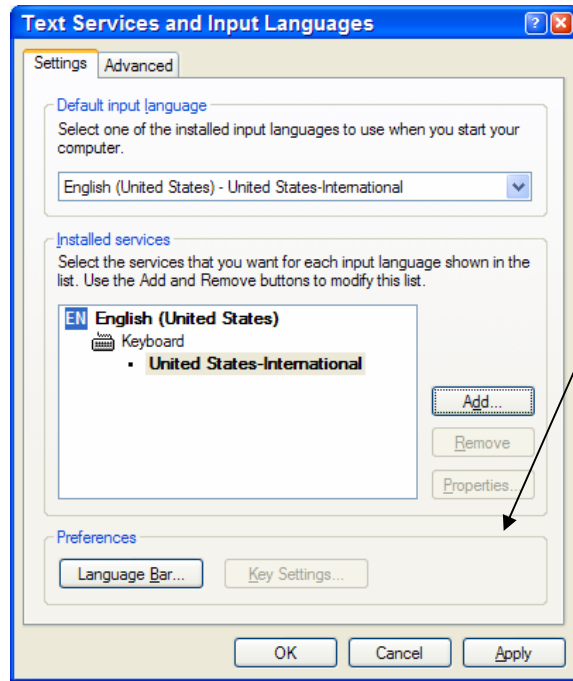 Text Services and Input Languages
Settings
Advanced
Default input language
Select one of the installed input languages to use when you start your
computer.
English (United States) - United States-International
Installed services
Select the services that you want for each input language shown in the
list. Use the Add and Remove buttons to modify this list.
EN English (United States)
Keyboard
• United States-International
Add...
Remove
Properties...
Preferences
Language Bar...
Key Settings...
OK
Cancel
Apply